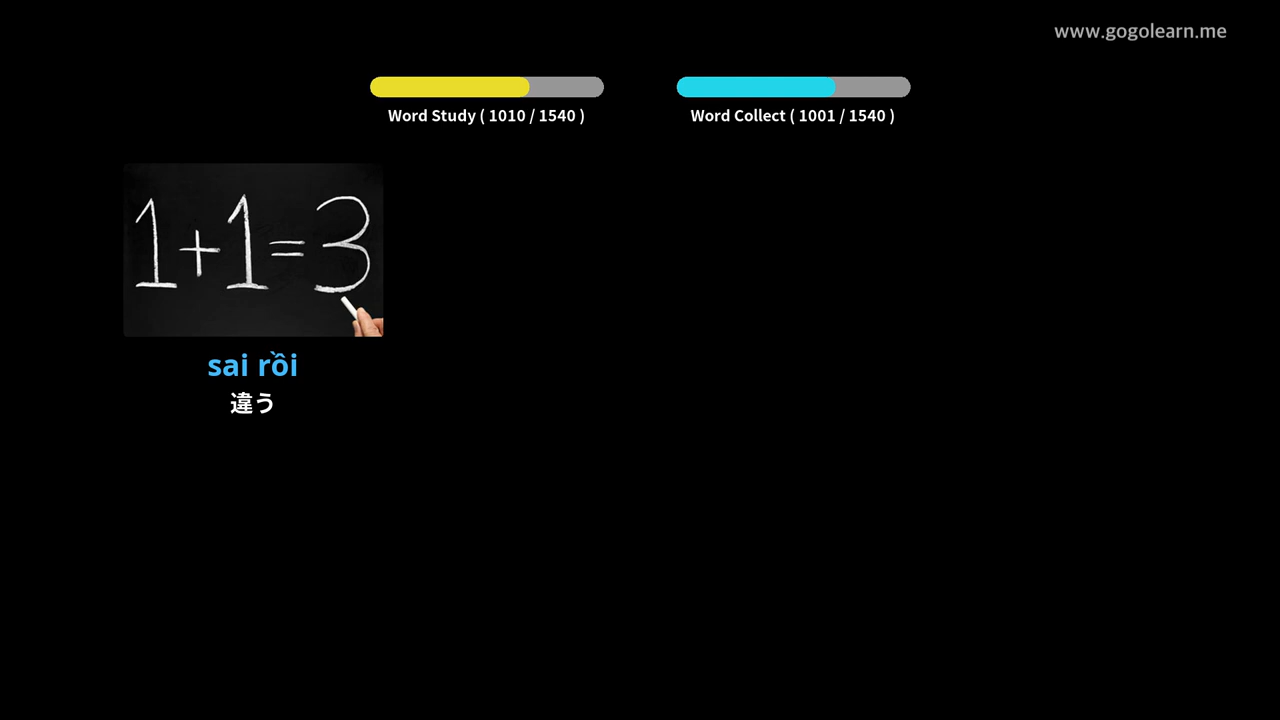 www.gogolearn.me
Word Study ( 1010 / 1540 )
Word Collect ( 1001 / 1540 )
1+1=3
sai rồi
違う